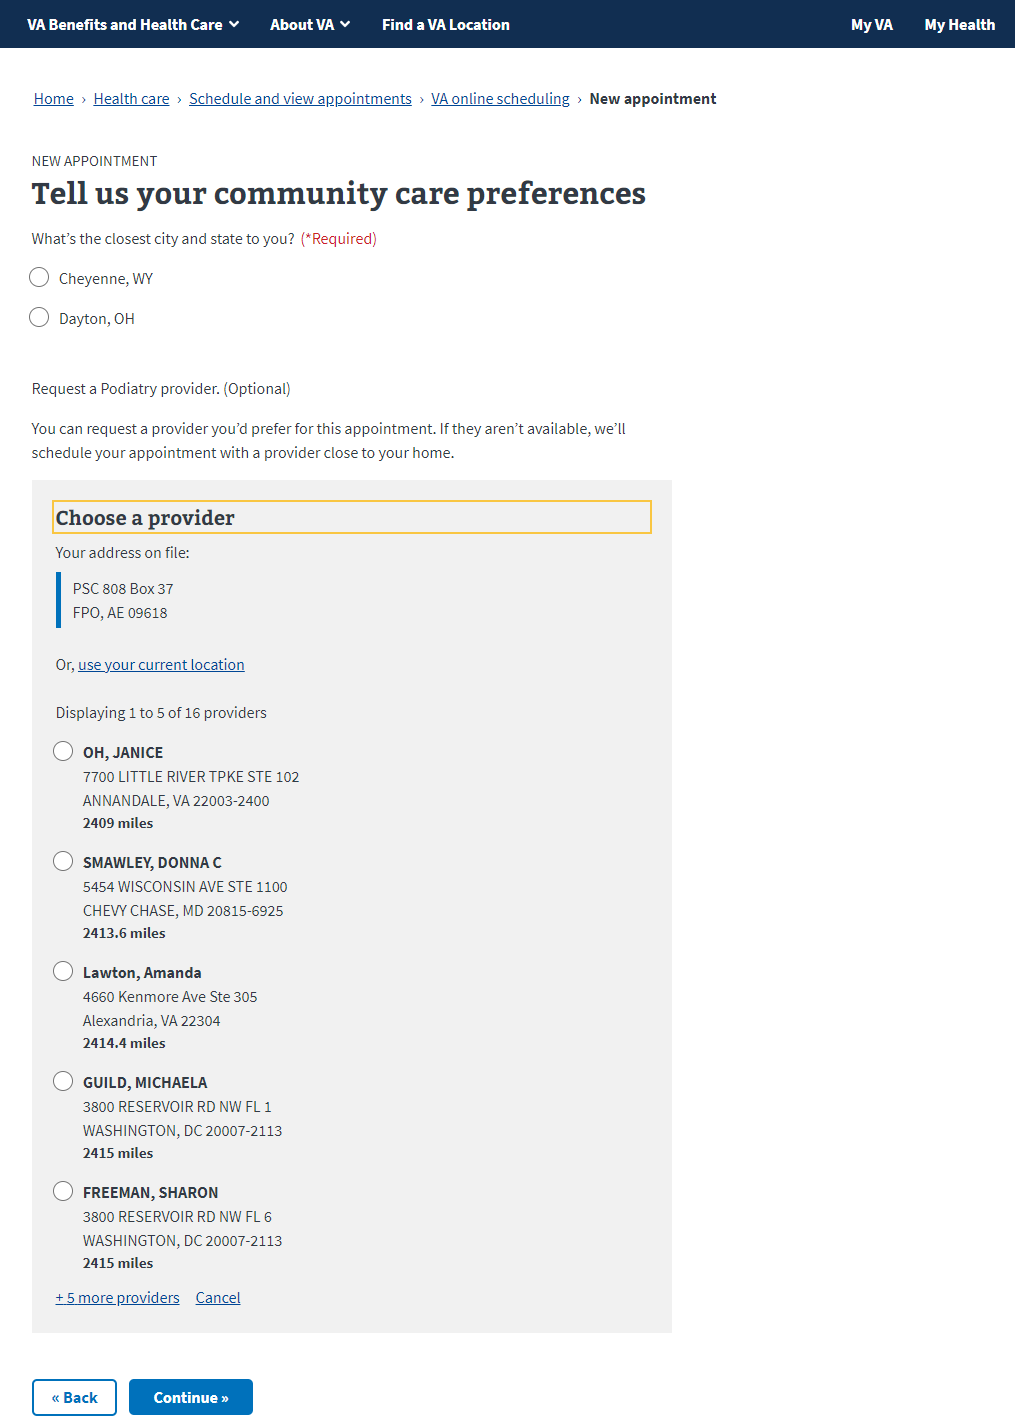 VA Benefits and Health Care About VA Find a VA Location My VA My Health
Home › Health care › Schedule and view appointments › VA online scheduling › New appointment
NEW APPOINTMENT
Tell us your community care preferences
What’s the closest city and state to you? (*Required)
Cheyenne, WY
Dayton, OH
Request a Podiatry provider. (Optional)
You can request a provider you’d prefer for this appointment. If they aren’t available, we’ll
schedule your appointment with a provider close to your home.
Choose a provider
Your address on file:
PSC 808 Box 37
FPO, AE 09618
Or, use your current location
Displaying 1 to 5 of 16 providers
OH, JANICE
7700 LITTLE RIVER TPKE STE 102
ANNANDALE, VA 22003-2400
2409 miles
SMAWLEY, DONNA C
5454 WISCONSIN AVE STE 1100
CHEVY CHASE, MD 20815-6925
2413.6 miles
Lawton, Amanda
4660 Kenmore Ave Ste 305
Alexandria, VA 22304
2414.4 miles
GUILD, MICHAELA
3800 RESERVOIR RD NW FL 1
WASHINGTON, DC 20007-2113
2415 miles
FREEMAN, SHARON
3800 RESERVOIR RD NW FL 6
WASHINGTON, DC 20007-2113
2415 miles
+ 5 more providers Cancel
« Back Continue »